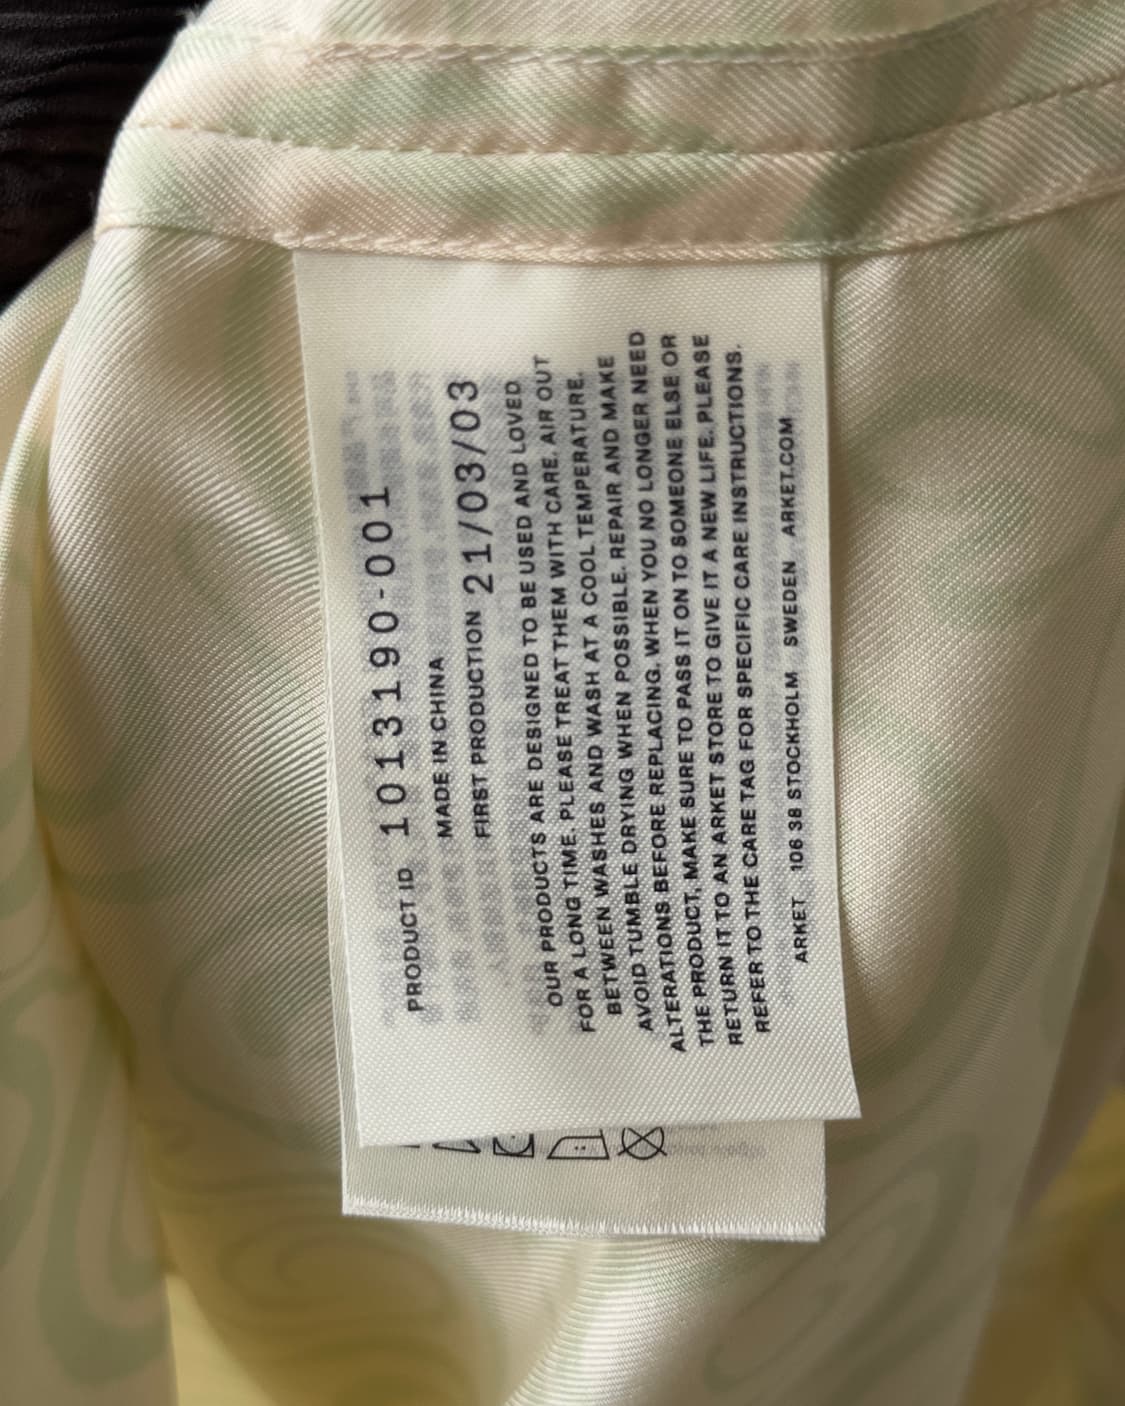 PRODUCT ID 1013190-001
MADE IN CHINA
FIRST PRODUCTION 21/03/03
OUR PRODUCTS ARE DESIGNED TO BE USED AND LOVED
FOR A LONG TIME. PLEASE TREAT THEM WITH CARE. AIR OUT
BETWEEN WASHES AND WASH AT A COOL TEMPERATURE.
AVOID TUMBLE DRYING WHEN POSSIBLE. REPAIR AND MAKE
ALTERATIONS BEFORE REPLACING. WHEN YOU NO LONGER NEED
THE PRODUCT, MAKE SURE TO PASS IT ON TO SOMEONE ELSE OR
RETURN IT TO AN ARKET STORE TO GIVE IT A NEW LIFE. PLEASE
REFER TO THE CARE TAG FOR SPECIFIC CARE INSTRUCTIONS.
ARKET 106 38 STOCKHOLM SWEDEN ARKET.COM